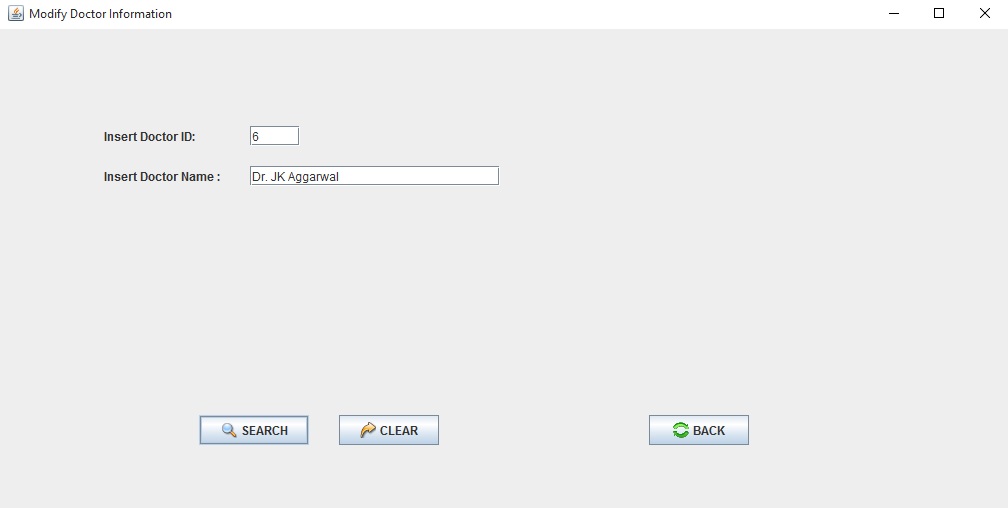 Modify Doctor Information
Insert Doctor ID: 6
Insert Doctor Name : Dr. JK Aggarwal
SEARCH CLEAR BACK